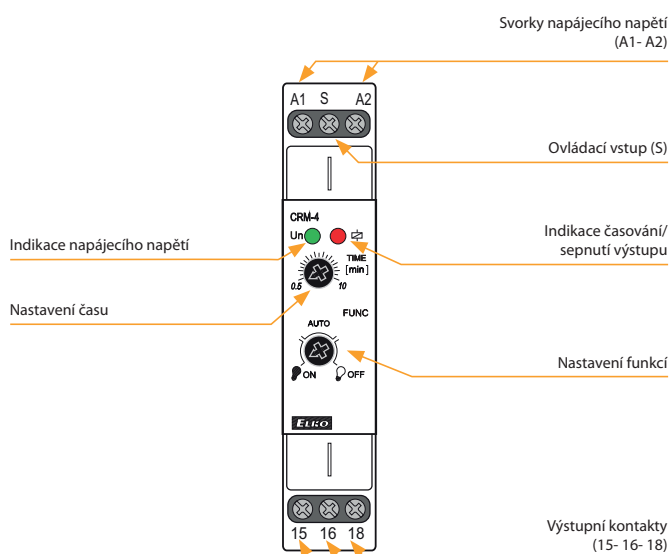 Svorky napájecího napětí
(A1- A2)
A1 S A2
Ovládací vstup (S)
CRM-4
Un
Indikace napájecího napětí
Indikace časování/
sepnutí výstupu
TIME
[min]
0.5 10
Nastavení času
FUNC
AUTO
ON OFF
Nastavení funkcí
ELKO
15 16 18
Výstupní kontakty
(15- 16- 18)